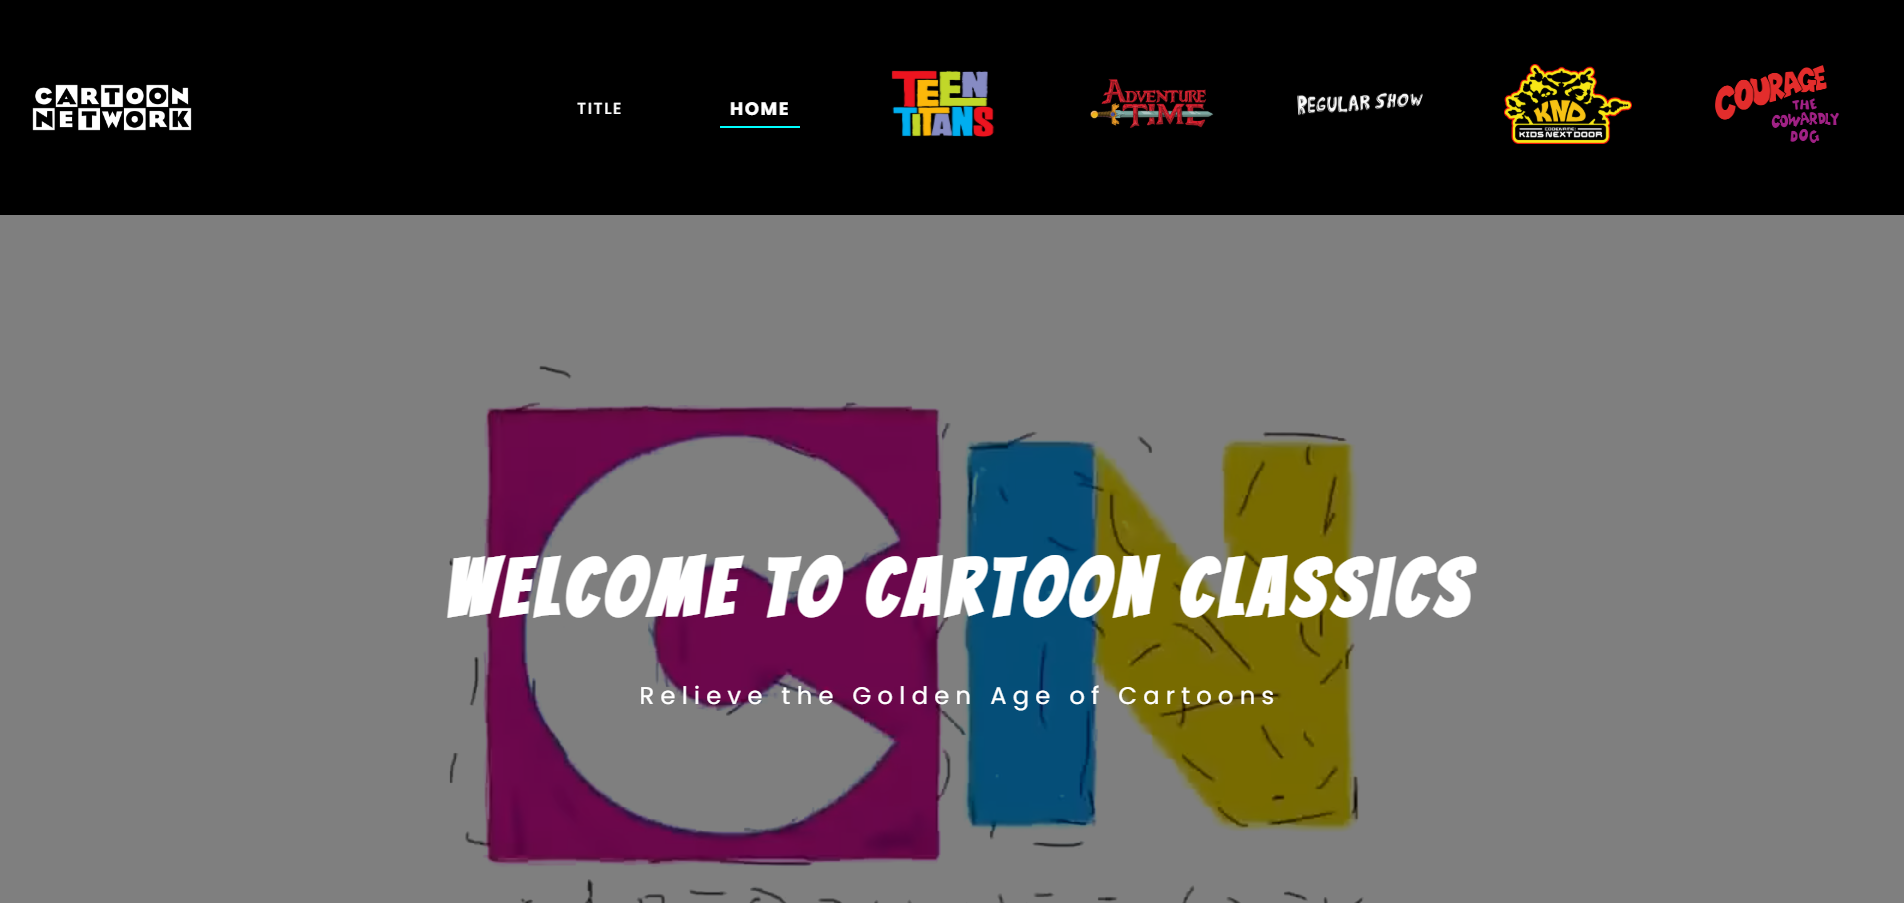 CARTOON
NETWORK
TITLE
HOME
TEEN
TITANS
ADVENTURE
TIME
REGULAR SHOW
KND
CODENAME:
KIDS NEXT DOOR
COURAGE
THE
COWARDLY
DOG
CN
WELCOME TO CARTOON CLASSICS
Relieve the Golden Age of Cartoons